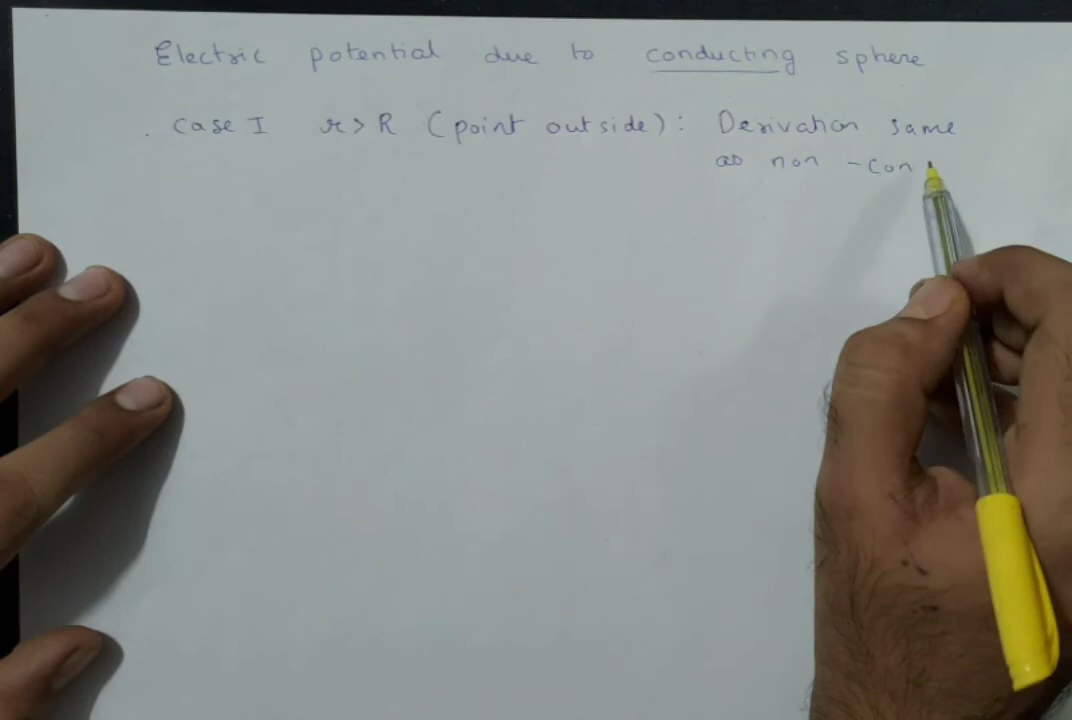 Electric potential due to conducting sphere
Case I r > R (point outside): Derivation same
as non - con